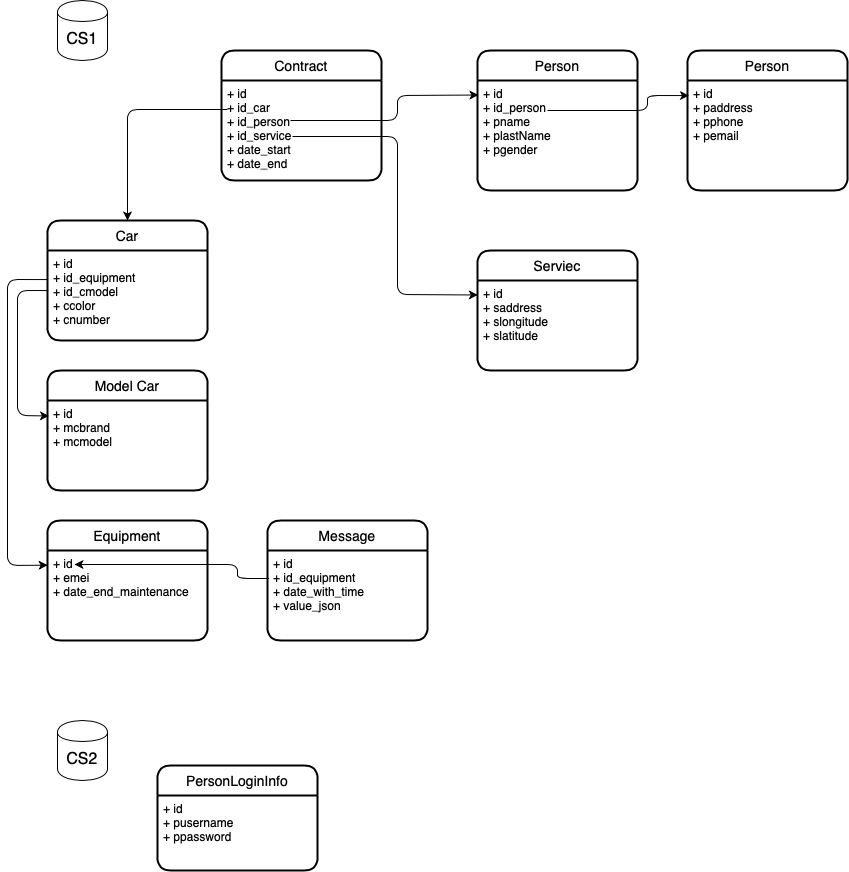 CS1
Contract
+ id
+ id_car
+ id_person
+ id_service
+ date_start
+ date_end
Person
+ id
+ id_person
+ pname
+ plastName
+ pgender
Person
+ id
+ paddress
+ pphone
+ pemail
Car
+ id
+ id_equipment
+ id_cmodel
+ ccolor
+ cnumber
Serviec
+ id
+ saddress
+ slongitude
+ slatitude
Model Car
+ id
+ mcbrand
+ mcmodel
Equipment
+ id
+ emei
+ date_end_maintenance
Message
+ id
+ id_equipment
+ date_with_time
+ value_json
CS2
PersonLoginInfo
+ id
+ pusername
+ ppassword